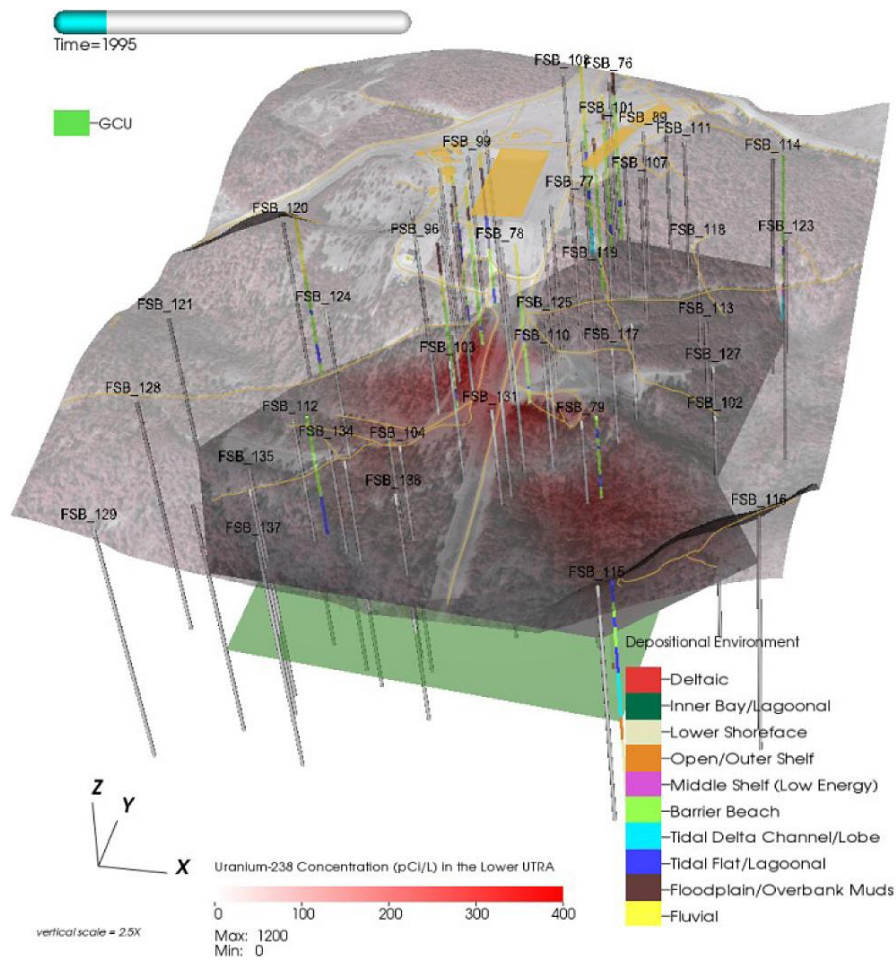 Time=1995
GCU
FSB_108
FSB_76
FSB_101
FSB_89
FSB_111
FSB_99
FSB_107
FSB_114
FSB_77
FSB_120
FSB_96
FSB_78
FSB_118
FSB_123
FSB_119
FSB_121
FSB_124
FSB_125
FSB_113
FSB_110
FSB_117
FSB_103
FSB_127
FSB_128
FSB_131
FSB_102
FSB_112
FSB_79
FSB_134
FSB_104
FSB_135
FSB_116
FSB_129
FSB_137
FSB_115
Depositional Environment
Deltaic
Inner Bay/Lagoonal
Lower Shoreface
Open/Outer Shelf
Middle Shelf (Low Energy)
Barrier Beach
Tidal Delta Channel/Lobe
Tidal Flat/Lagoonal
Floodplain/Overbank Muds
Fluvial
Z
Y
X
Uranium-238 Concentration (pCi/L) in the Lower UTRA
0 100 200 300 400
Max: 1200
Min: 0
vertical scale = 2.5X